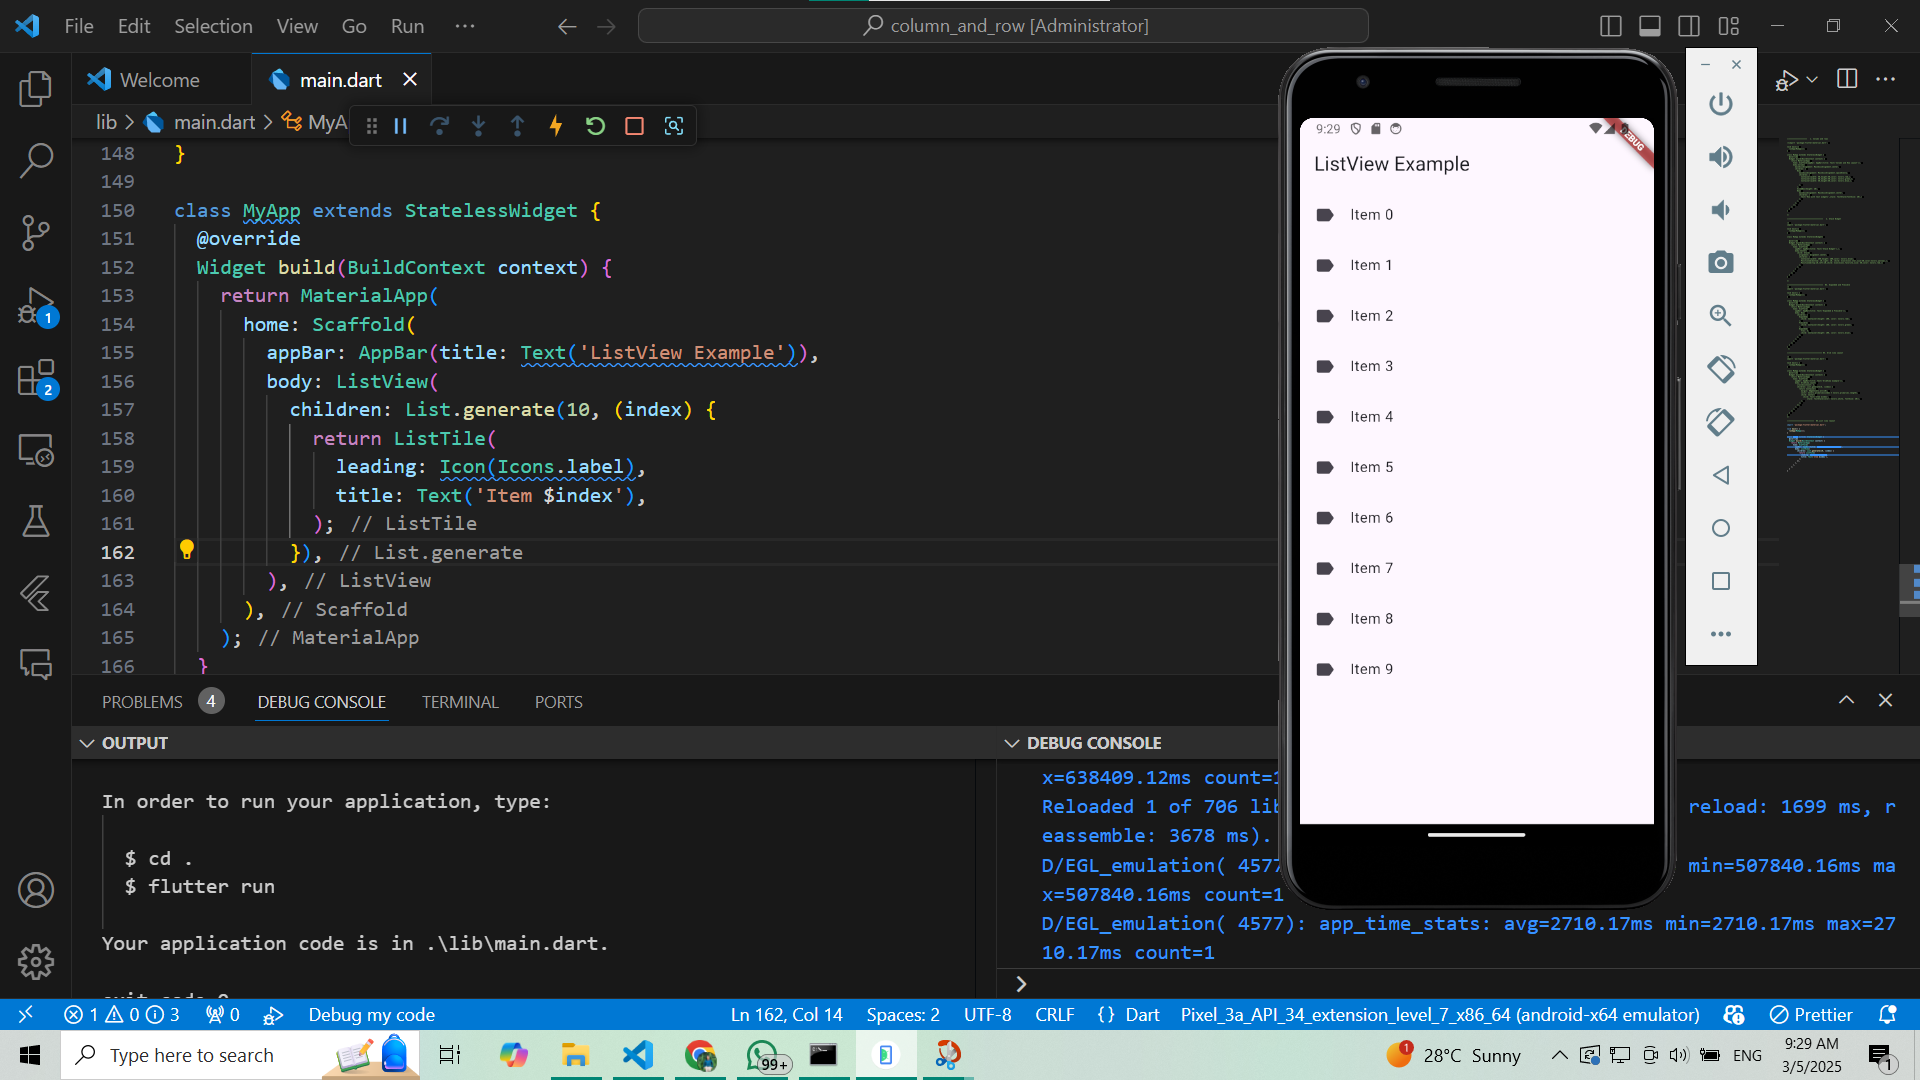 File Edit Selection View Go Run ···
column_and_row [Administrator]
Welcome
main.dart
lib > main.dart > MyA
148 }
149
150 class MyApp extends StatelessWidget {
151 @override
152 Widget build(BuildContext context) {
153 return MaterialApp(
154 home: Scaffold(
155 appBar: AppBar(title: Text('ListView Example')),
156 body: ListView(
157 children: List.generate(10, (index) {
158 return ListTile(
159 leading: Icon(Icons.label),
160 title: Text('Item $index'),
161 ); // ListTile
162 }), // List.generate
163 ), // ListView
164 ), // Scaffold
165 ); // MaterialApp
166 }
1
2
9:29
DEBUG
ListView Example
Item 0
Item 1
Item 2
Item 3
Item 4
Item 5
Item 6
Item 7
Item 8
Item 9
PROBLEMS 4 DEBUG CONSOLE TERMINAL PORTS
OUTPUT
In order to run your application, type:
$ cd .
$ flutter run
Your application code is in .\lib\main.dart.
DEBUG CONSOLE
x=638409.12ms count=1
Reloaded 1 of 706 lib reload: 1699 ms, r
eassemble: 3678 ms).
D/EGL_emulation( 4577 min=507840.16ms ma
x=507840.16ms count=1
D/EGL_emulation( 4577): app_time_stats: avg=2710.17ms min=2710.17ms max=27
10.17ms count=1
1 0 3 0 Debug my code Ln 162, Col 14 Spaces: 2 UTF-8 CRLF {} Dart Pixel_3a_API_34_extension_level_7_x86_64 (android-x64 emulator) Prettier
Type here to search
99+
1
28°C Sunny
ENG
9:29 AM
3/5/2025
1